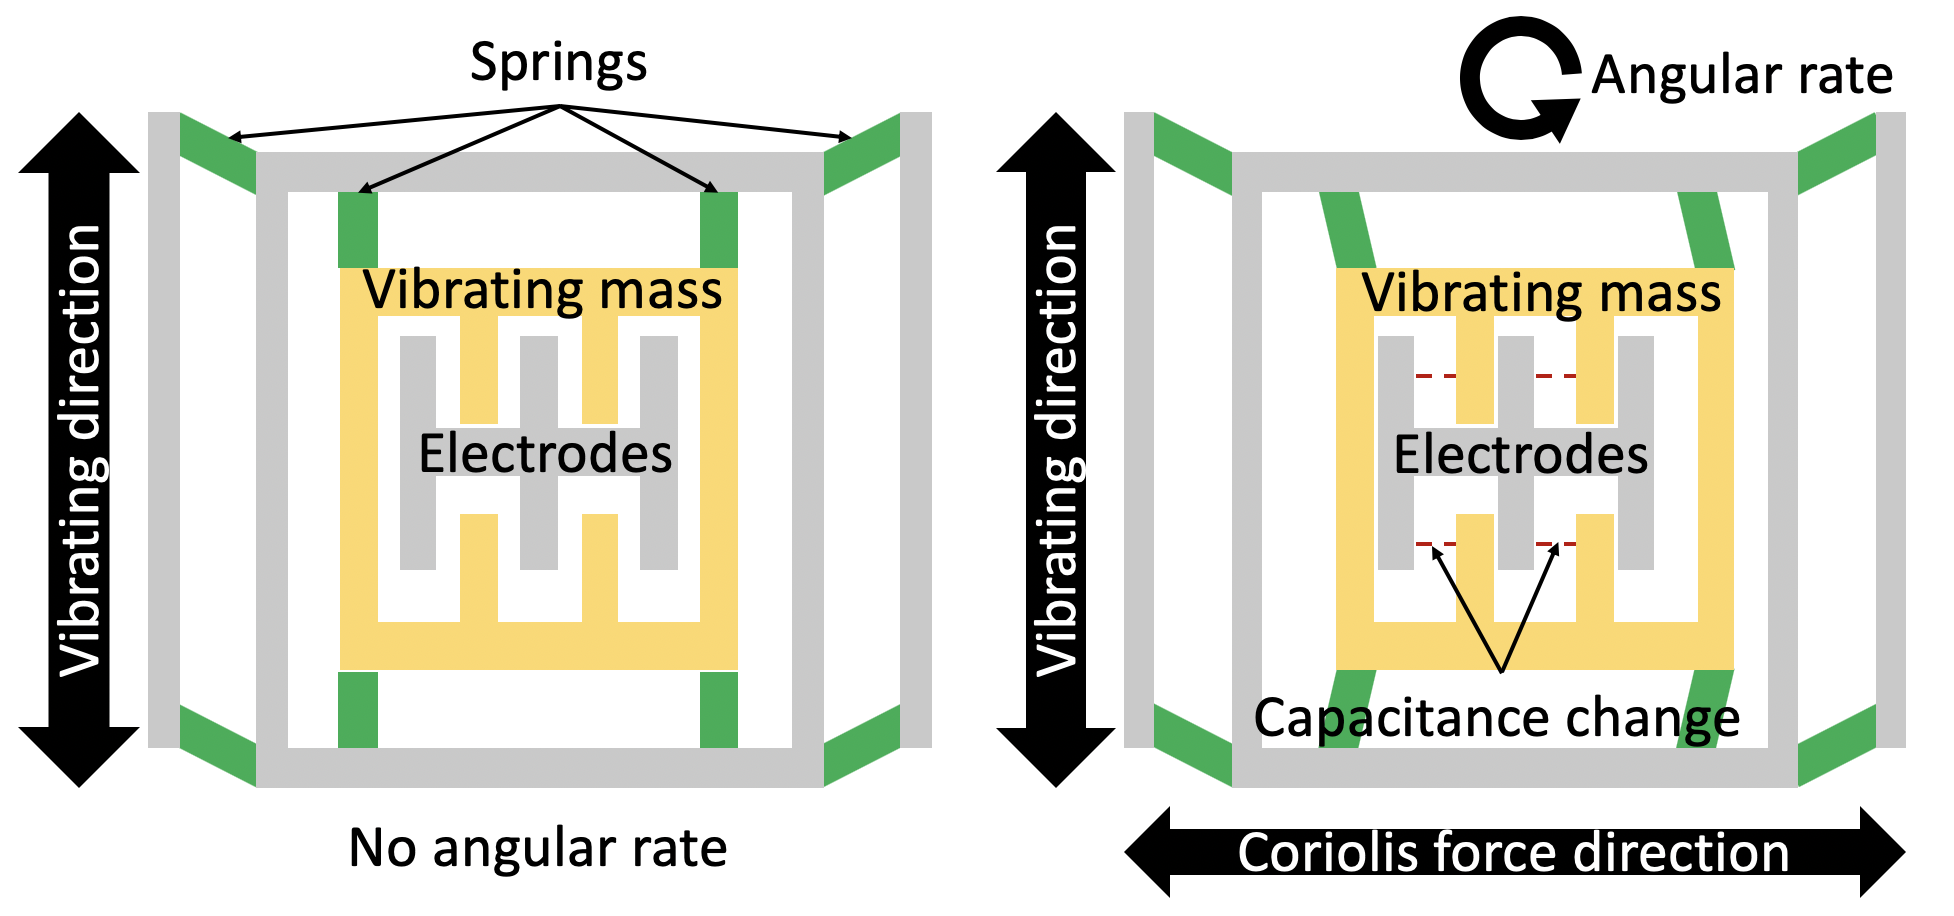 Springs
Vibrating direction
Vibrating mass
Electrodes
No angular rate
Angular rate
Vibrating direction
Vibrating mass
Electrodes
Capacitance change
Coriolis force direction